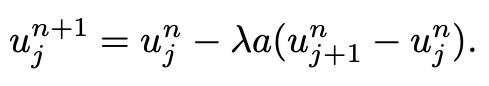 $u_j^{n+1} = u_j^n - \lambda a(u_{j+1}^n - u_j^n).$